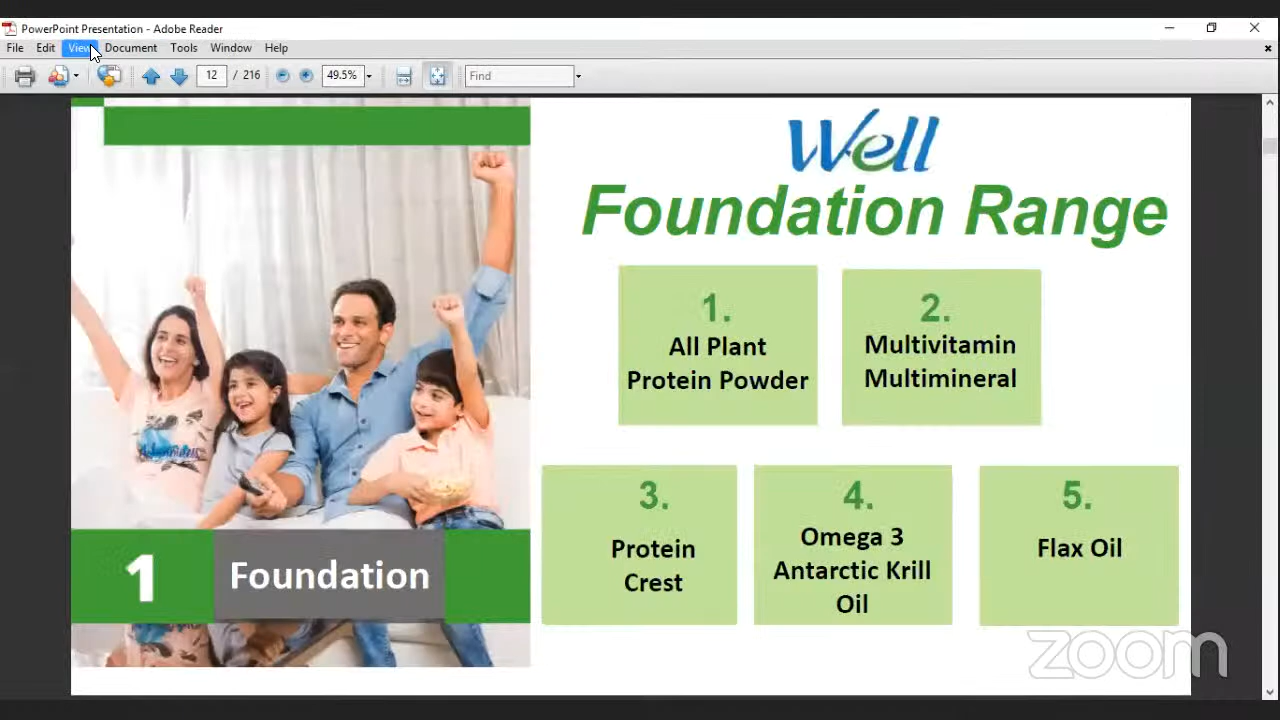 PowerPoint Presentation - Adobe Reader
File Edit View Document Tools Window Help
12 / 216 49.5% Find
Well
Foundation Range
1.
All Plant
Protein Powder
2.
Multivitamin
Multimineral
3.
Protein
Crest
4.
Omega 3
Antarctic Krill
Oil
5.
Flax Oil
1 Foundation
zoom